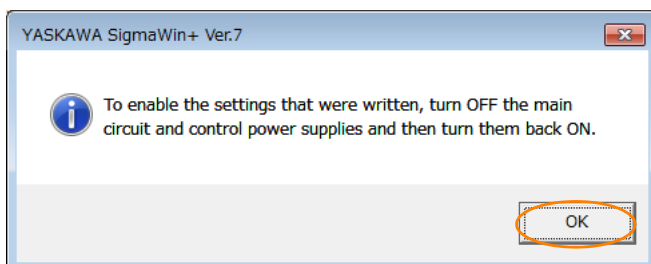 YASKAWA SigmaWin+ Ver.7
To enable the settings that were written, turn OFF the main
circuit and control power supplies and then turn them back ON.
OK